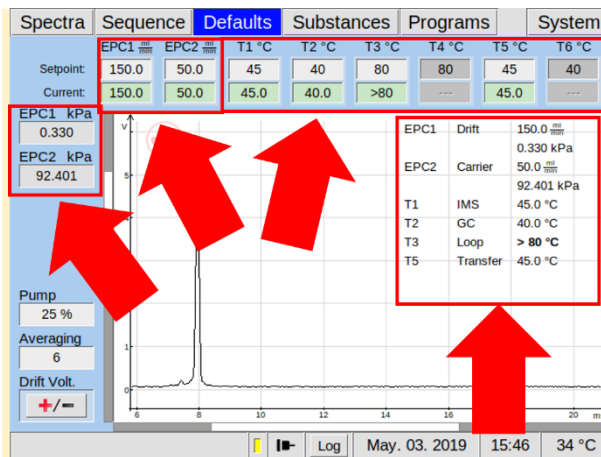 Spectra Sequence Defaults Substances Programs System
EPC1 ml/min EPC2 ml/min T1 °C T2 °C T3 °C T4 °C T5 °C T6 °C
Setpoint: 150.0 50.0 45 40 80 80 45 40
Current: 150.0 50.0 45.0 40.0 >80 --- 45.0 ---
EPC1 kPa
0.330
EPC2 kPa
92.401
Pump
25 %
Averaging
6
Drift Volt.
+/-
V
5
1
0
6 8 10 12 14 16 20 m
EPC1 Drift 150.0 ml/min
0.330 kPa
EPC2 Carrier 50.0 ml/min
92.401 kPa
T1 IMS 45.0 °C
T2 GC 40.0 °C
T3 Loop > 80 °C
T5 Transfer 45.0 °C
Log May. 03. 2019 15:46 34 °C